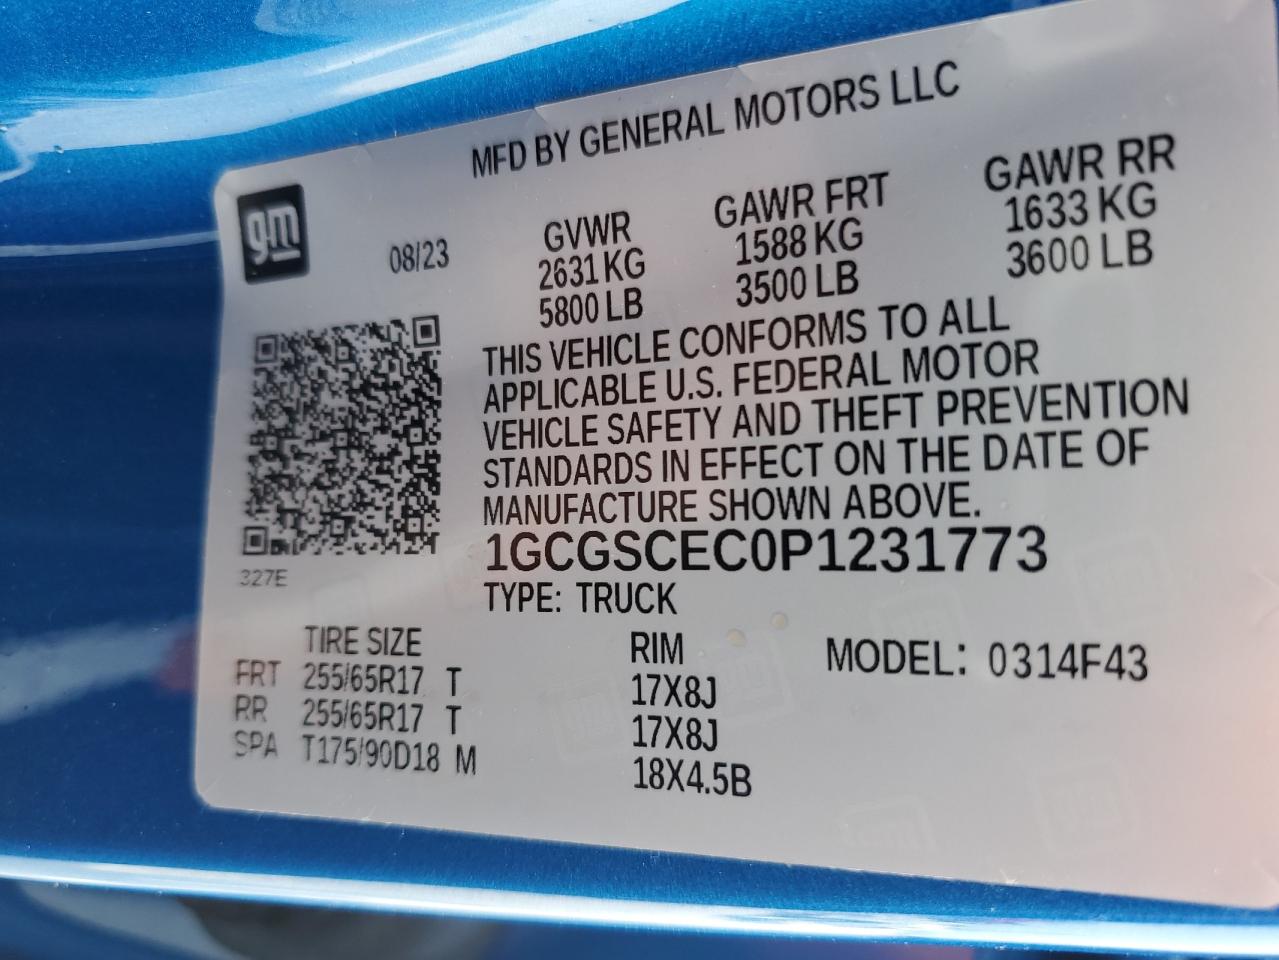 MFD BY GENERAL MOTORS LLC
gm
08/23
GVWR
2631 KG
5800 LB
GAWR FRT
1588 KG
3500 LB
GAWR RR
1633 KG
3600 LB
THIS VEHICLE CONFORMS TO ALL
APPLICABLE U.S. FEDERAL MOTOR
VEHICLE SAFETY AND THEFT PREVENTION
STANDARDS IN EFFECT ON THE DATE OF
MANUFACTURE SHOWN ABOVE.
1GCGSCEC0P1231773
327E
TYPE: TRUCK
TIRE SIZE RIM MODEL: 0314F43
FRT 255/65R17 T 17X8J
RR 255/65R17 T 17X8J
SPA T175/90D18 M 18X4.5B